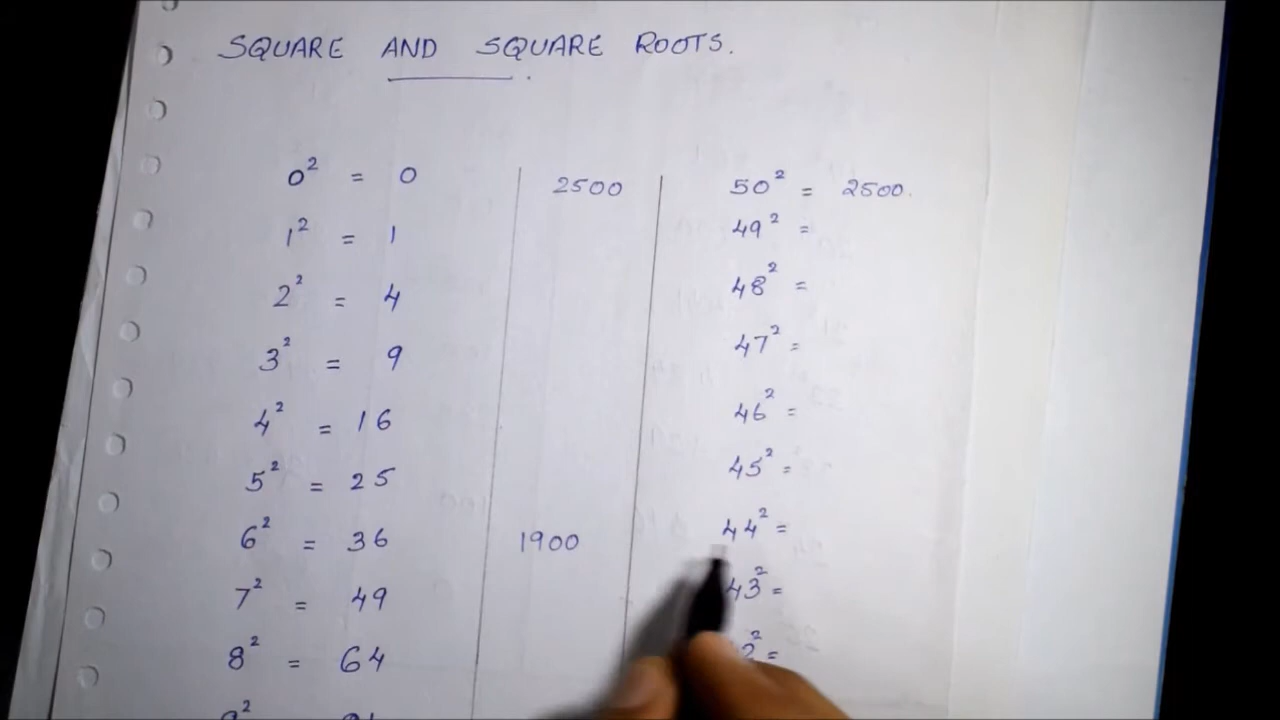 SQUARE AND SQUARE ROOTS.
0² = 0 2500 50² = 2500.
1² = 1 49² =
2² = 4 48² =
3² = 9 47² =
4² = 16 46² =
5² = 25 45² =
6² = 36 1900 44² =
7² = 49 43² =
8² = 64 2² =